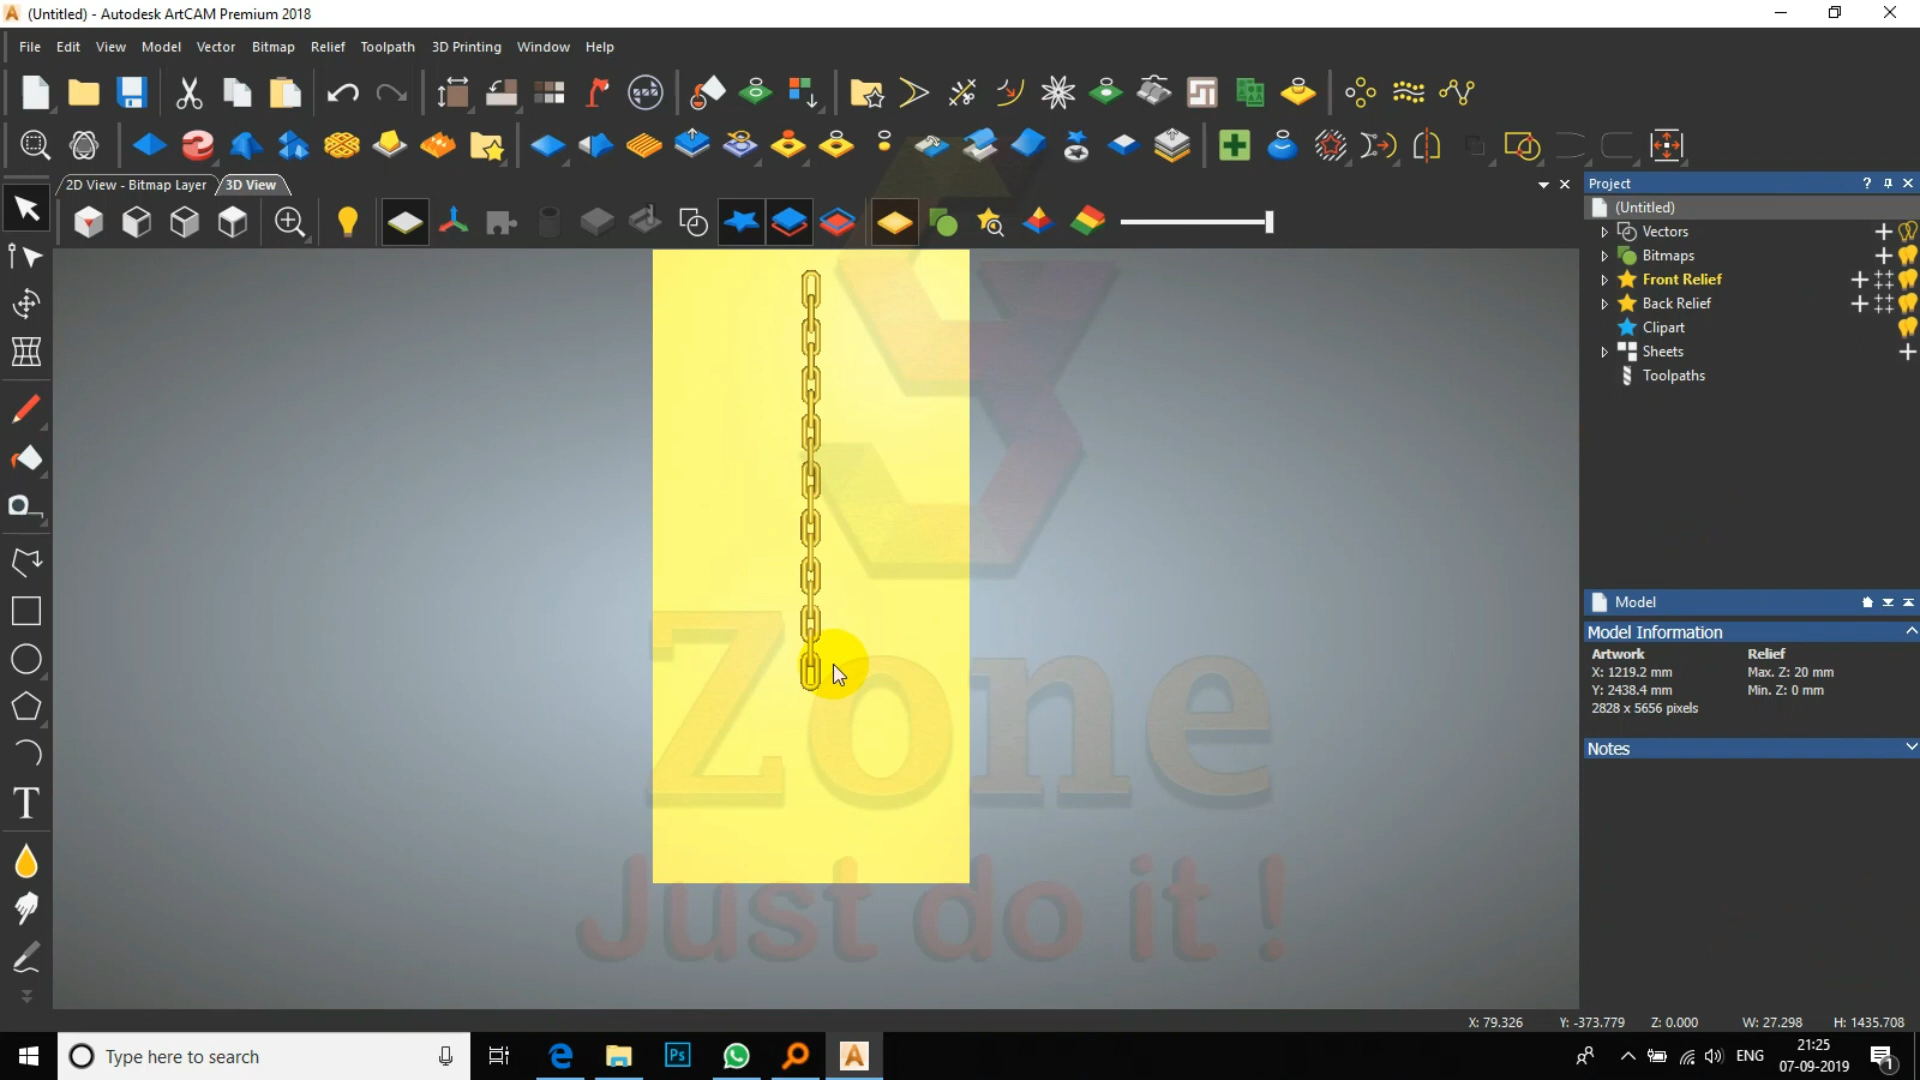 (Untitled) - Autodesk ArtCAM Premium 2018
File Edit View Model Vector Bitmap Relief Toolpath 3D Printing Window Help
2D View - Bitmap Layer
3D View
Project
(Untitled)
Vectors
Bitmaps
Front Relief
Back Relief
Clipart
Sheets
Toolpaths
Zone
Just do it !
Model
Model Information
Artwork Relief
X: 1219.2 mm Max. Z: 20 mm
Y: 2438.4 mm Min. Z: 0 mm
2828 x 5656 pixels
Notes
X: 79.326 Y: -373.779 Z: 0.000 W: 27.298 H: 1435.708
Type here to search
Ps
ENG
21:25
07-09-2019
1